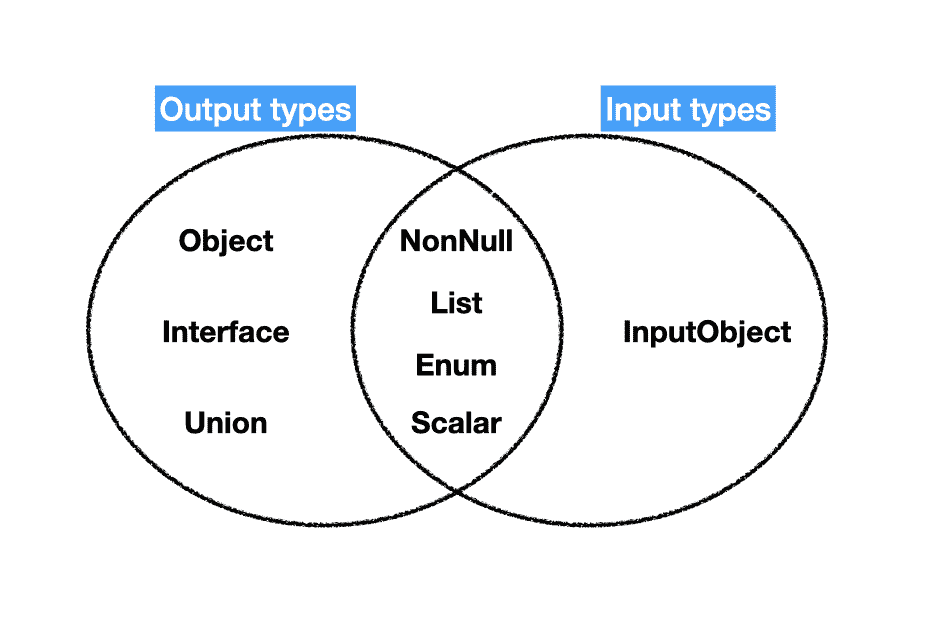 Output types
Input types
Object
Interface
Union
NonNull
List
Enum
Scalar
InputObject